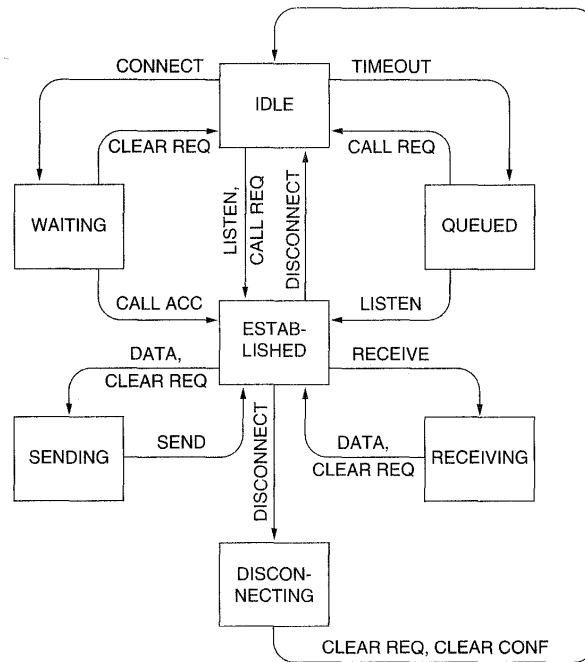 CONNECT
TIMEOUT
IDLE
CLEAR REQ
CALL REQ
WAITING
LISTEN,
CALL REQ
DISCONNECT
QUEUED
CALL ACC
LISTEN
ESTAB-
LISHED
DATA,
CLEAR REQ
RECEIVE
SENDING
SEND
DISCONNECT
DATA,
CLEAR REQ
RECEIVING
DISCON-
NECTING
CLEAR REQ, CLEAR CONF